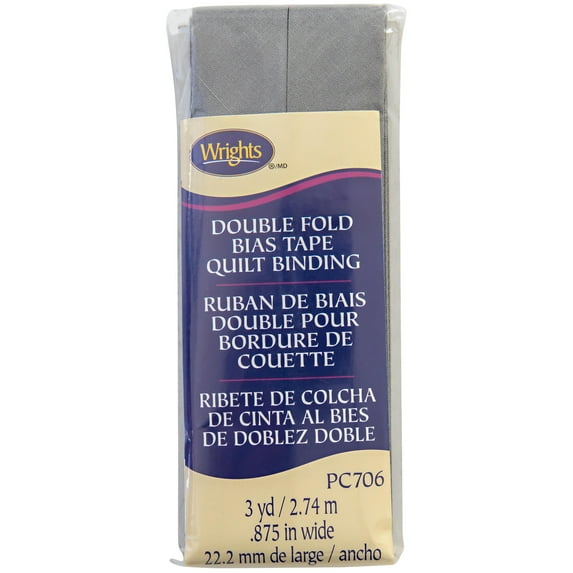 Wrights
®/MD
DOUBLE FOLD
BIAS TAPE
QUILT BINDING
RUBAN DE BIAIS
DOUBLE POUR
BORDURE DE
COUETTE
RIBETE DE COLCHA
DE CINTA AL BIES
DE DOBLEZ DOBLE
PC706
3 yd / 2.74 m
.875 in wide
22.2 mm de large / ancho